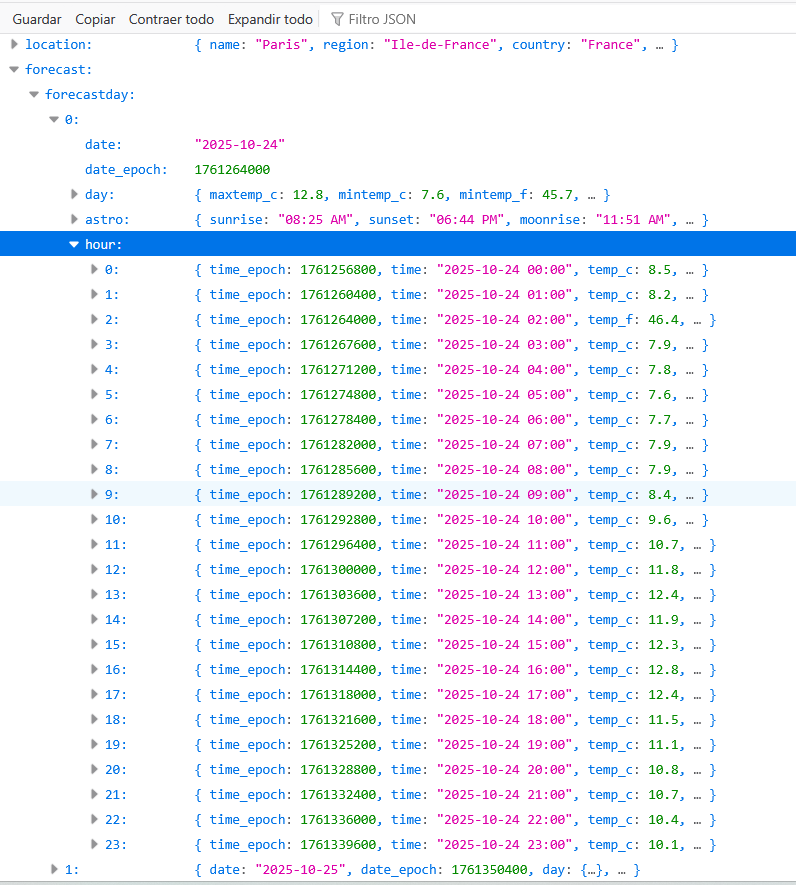 Guardar Copiar Contraer todo Expandir todo Filtro JSON
location: { name: "Paris", region: "Ile-de-France", country: "France", … }
forecast:
forecastday:
0:
date: "2025-10-24"
date_epoch: 1761264000
day: { maxtemp_c: 12.8, mintemp_c: 7.6, mintemp_f: 45.7, … }
astro: { sunrise: "08:25 AM", sunset: "06:44 PM", moonrise: "11:51 AM", … }
hour:
0: { time_epoch: 1761256800, time: "2025-10-24 00:00", temp_c: 8.5, … }
1: { time_epoch: 1761260400, time: "2025-10-24 01:00", temp_c: 8.2, … }
2: { time_epoch: 1761264000, time: "2025-10-24 02:00", temp_f: 46.4, … }
3: { time_epoch: 1761267600, time: "2025-10-24 03:00", temp_c: 7.9, … }
4: { time_epoch: 1761271200, time: "2025-10-24 04:00", temp_c: 7.8, … }
5: { time_epoch: 1761274800, time: "2025-10-24 05:00", temp_c: 7.6, … }
6: { time_epoch: 1761278400, time: "2025-10-24 06:00", temp_c: 7.7, … }
7: { time_epoch: 1761282000, time: "2025-10-24 07:00", temp_c: 7.9, … }
8: { time_epoch: 1761285600, time: "2025-10-24 08:00", temp_c: 7.9, … }
9: { time_epoch: 1761289200, time: "2025-10-24 09:00", temp_c: 8.4, … }
10: { time_epoch: 1761292800, time: "2025-10-24 10:00", temp_c: 9.6, … }
11: { time_epoch: 1761296400, time: "2025-10-24 11:00", temp_c: 10.7, … }
12: { time_epoch: 1761300000, time: "2025-10-24 12:00", temp_c: 11.8, … }
13: { time_epoch: 1761303600, time: "2025-10-24 13:00", temp_c: 12.4, … }
14: { time_epoch: 1761307200, time: "2025-10-24 14:00", temp_c: 11.9, … }
15: { time_epoch: 1761310800, time: "2025-10-24 15:00", temp_c: 12.3, … }
16: { time_epoch: 1761314400, time: "2025-10-24 16:00", temp_c: 12.8, … }
17: { time_epoch: 1761318000, time: "2025-10-24 17:00", temp_c: 12.4, … }
18: { time_epoch: 1761321600, time: "2025-10-24 18:00", temp_c: 11.5, … }
19: { time_epoch: 1761325200, time: "2025-10-24 19:00", temp_c: 11.1, … }
20: { time_epoch: 1761328800, time: "2025-10-24 20:00", temp_c: 10.8, … }
21: { time_epoch: 1761332400, time: "2025-10-24 21:00", temp_c: 10.7, … }
22: { time_epoch: 1761336000, time: "2025-10-24 22:00", temp_c: 10.4, … }
23: { time_epoch: 1761339600, time: "2025-10-24 23:00", temp_c: 10.1, … }
1: { date: "2025-10-25", date_epoch: 1761350400, day: {…}, … }